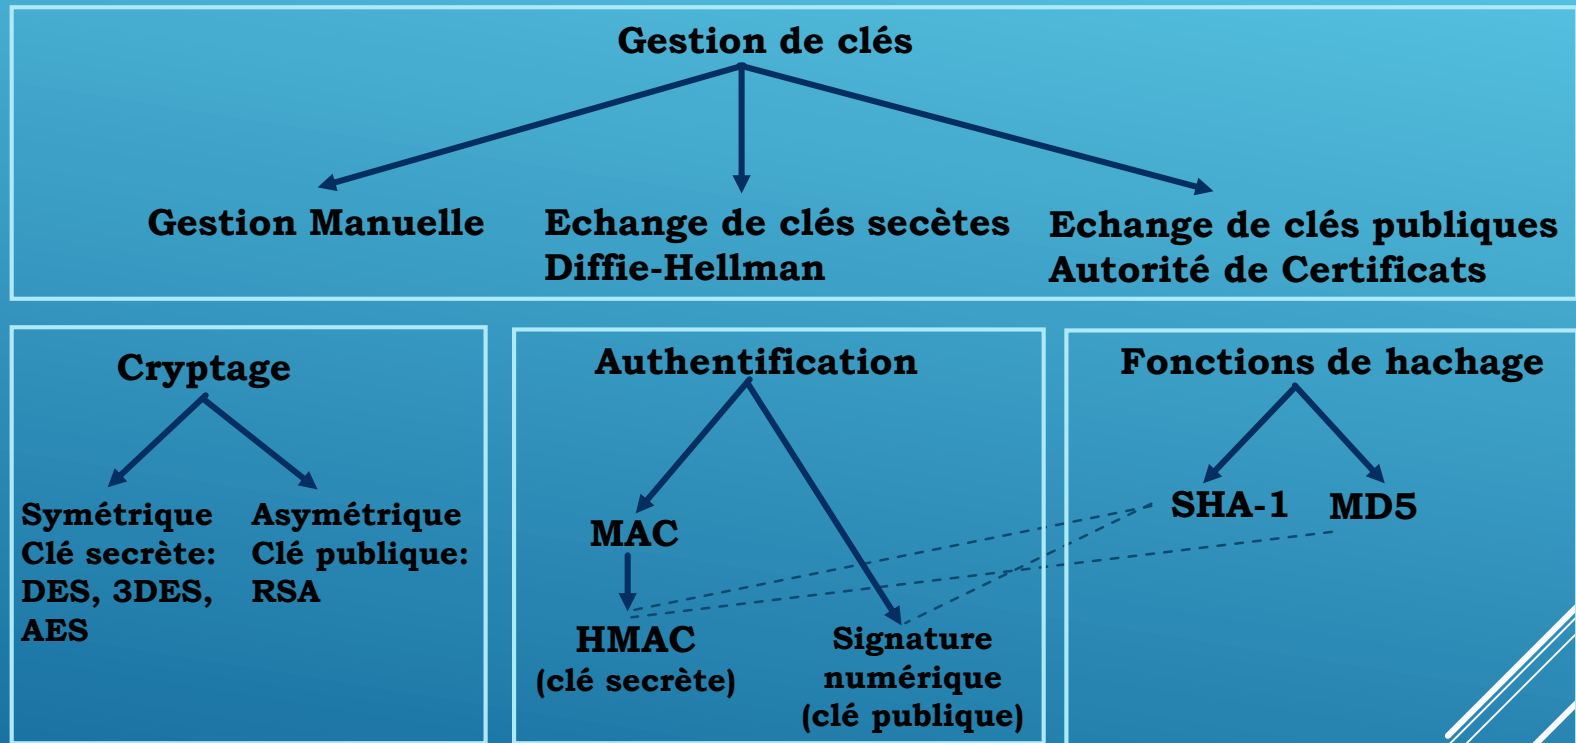 Gestion de clés
Gestion Manuelle
Echange de clés secètes
Diffie-Hellman
Echange de clés publiques
Autorité de Certificats
Cryptage
Symétrique
Clé secrète:
DES, 3DES,
AES
Asymétrique
Clé publique:
RSA
Authentification
MAC
HMAC
(clé secrète)
Signature
numérique
(clé publique)
Fonctions de hachage
SHA-1
MD5